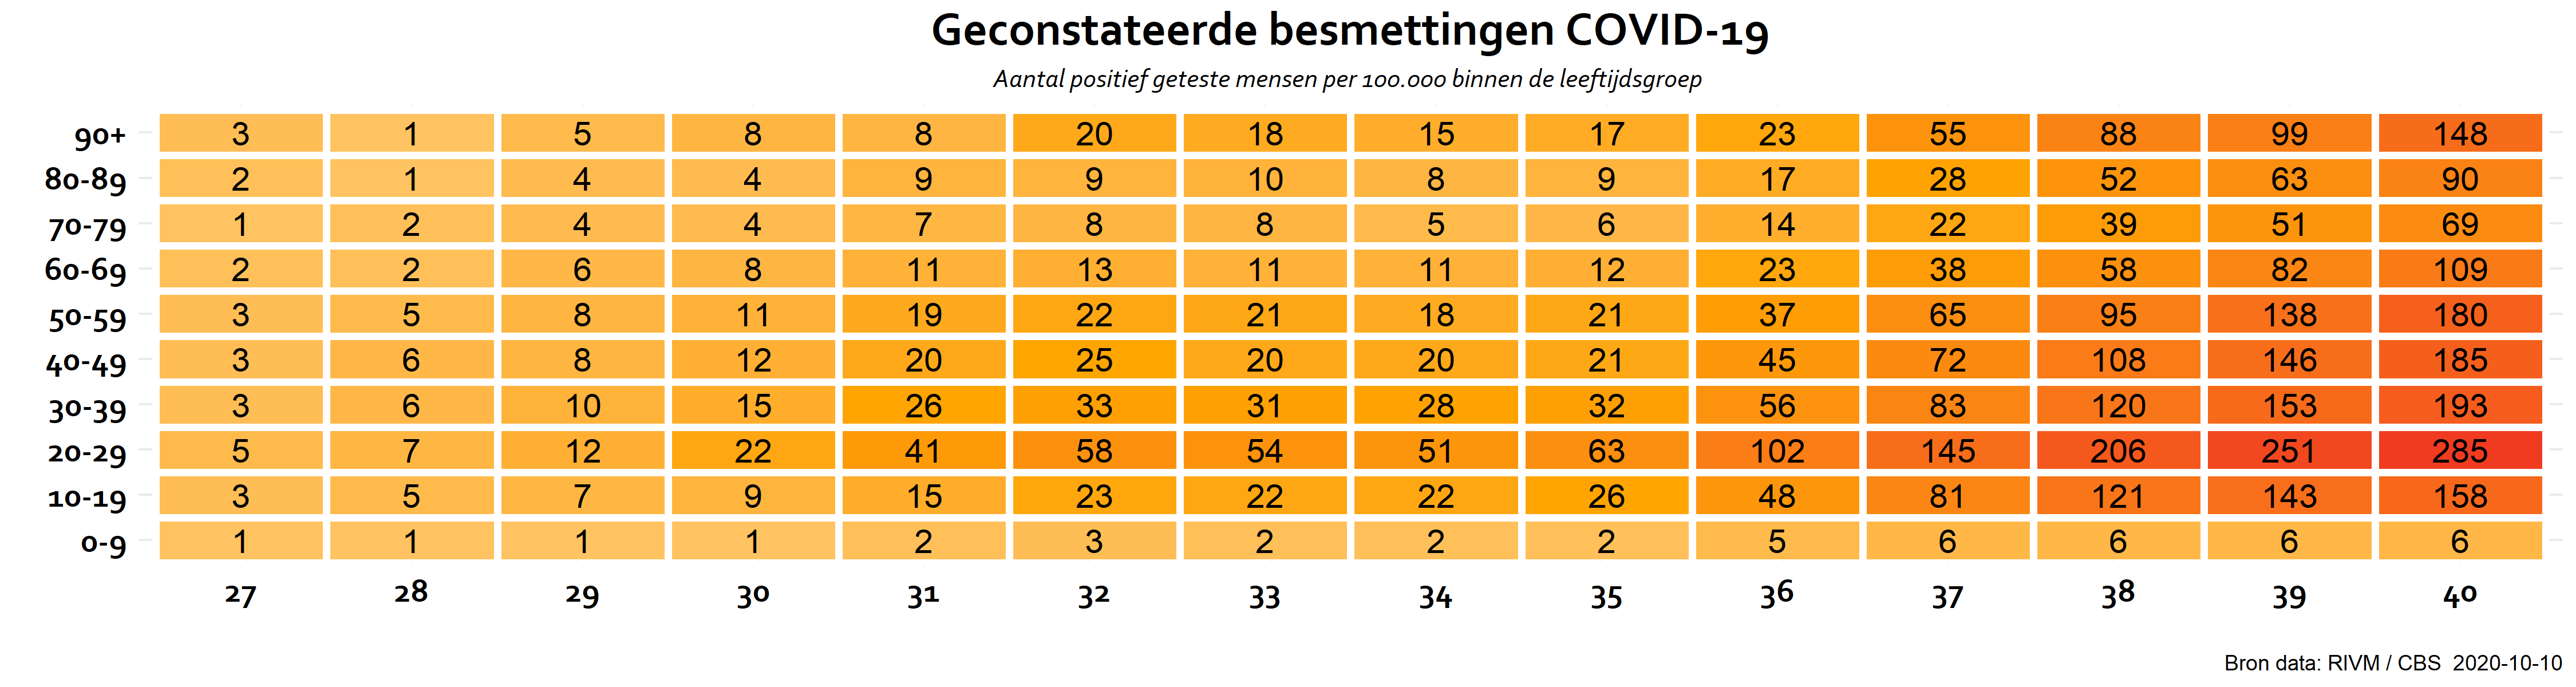 Geconstateerde besmettingen COVID-19
Aantal positief geteste mensen per 100.000 binnen de leeftijdsgroep
90+ 3 1 5 8 8 20 18 15 17 23 55 88 99 148
80-89 2 1 4 4 9 9 10 8 9 17 28 52 63 90
70-79 1 2 4 4 7 8 8 5 6 14 22 39 51 69
60-69 2 2 6 8 11 13 11 11 12 23 38 58 82 109
50-59 3 5 8 11 19 22 21 18 21 37 65 95 138 180
40-49 3 6 8 12 20 25 20 20 21 45 72 108 146 185
30-39 3 6 10 15 26 33 31 28 32 56 83 120 153 193
20-29 5 7 12 22 41 58 54 51 63 102 145 206 251 285
10-19 3 5 7 9 15 23 22 22 26 48 81 121 143 158
0-9 1 1 1 1 2 3 2 2 2 5 6 6 6 6
27 28 29 30 31 32 33 34 35 36 37 38 39 40
Bron data: RIVM / CBS  2020-10-10